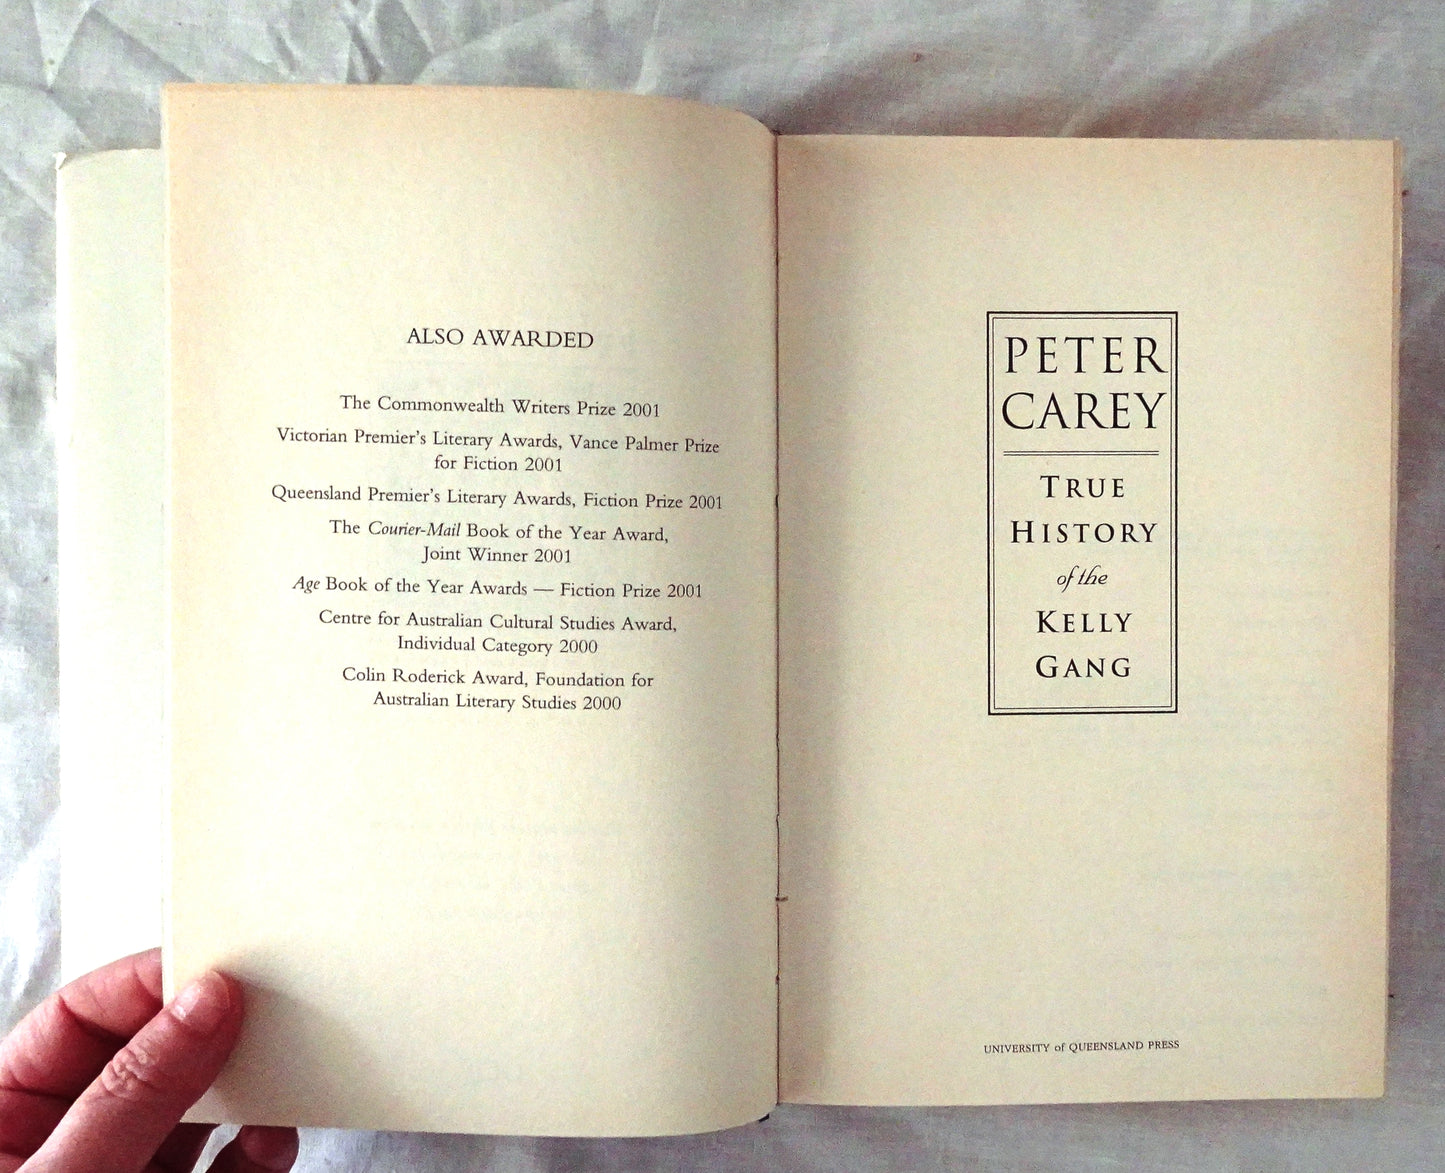 ALSO AWARDED
The Commonwealth Writers Prize 2001
Victorian Premier's Literary Awards, Vance Palmer Prize
for Fiction 2001
Queensland Premier's Literary Awards, Fiction Prize 2001
The Courier-Mail Book of the Year Award,
Joint Winner 2001
Age Book of the Year Awards — Fiction Prize 2001
Centre for Australian Cultural Studies Award,
Individual Category 2000
Colin Roderick Award, Foundation for
Australian Literary Studies 2000
PETER
CAREY
TRUE
HISTORY
of the
KELLY
GANG
UNIVERSITY of QUEENSLAND PRESS